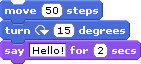 move 50 steps
turn 15 degrees
say Hello! for 2 secs